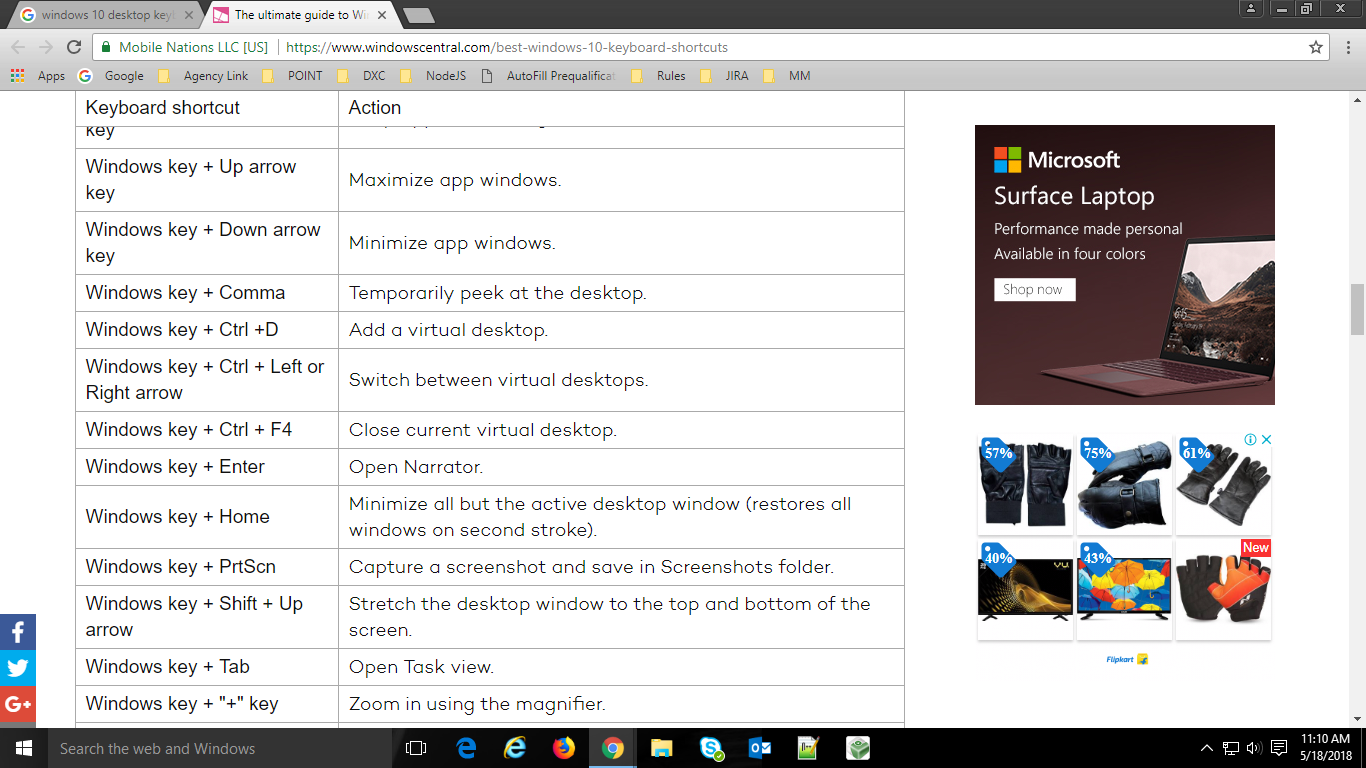 windows 10 desktop key
The ultimate guide to Wi
Mobile Nations LLC [US]
https://www.windowscentral.com/best-windows-10-keyboard-shortcuts
Apps
Google
Agency Link
POINT
DXC
NodeJS
AutoFill Prequalificat
Rules
JIRA
MM
Keyboard shortcut
Action
key
Windows key + Up arrow
key
Maximize app windows.
Windows key + Down arrow
key
Minimize app windows.
Windows key + Comma
Temporarily peek at the desktop.
Windows key + Ctrl +D
Add a virtual desktop.
Windows key + Ctrl + Left or
Right arrow
Switch between virtual desktops.
Windows key + Ctrl + F4
Close current virtual desktop.
Windows key + Enter
Open Narrator.
Windows key + Home
Minimize all but the active desktop window (restores all
windows on second stroke).
Windows key + PrtScn
Capture a screenshot and save in Screenshots folder.
Windows key + Shift + Up
arrow
Stretch the desktop window to the top and bottom of the
screen.
Windows key + Tab
Open Task view.
Windows key + "+" key
Zoom in using the magnifier.
Microsoft
Surface Laptop
Performance made personal
Available in four colors
Shop now
6:45
57%
75%
61%
40%
43%
New
Flipkart
Search the web and Windows
11:10 AM
5/18/2018